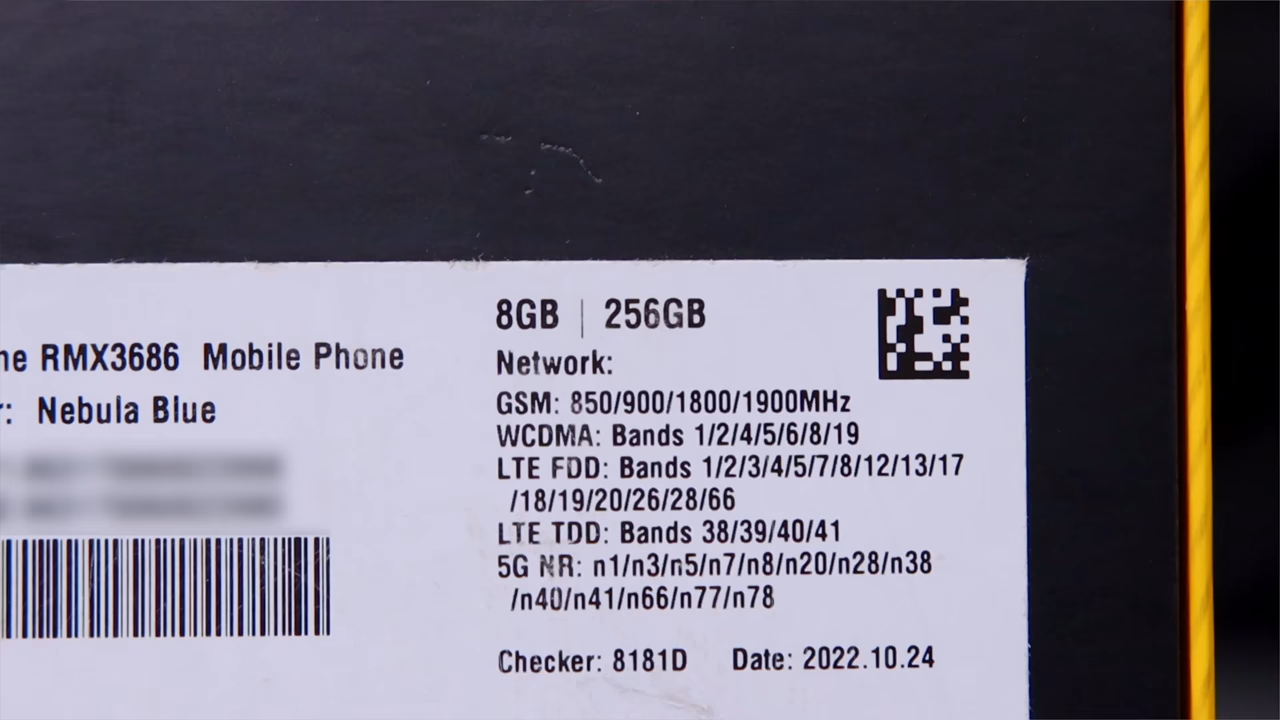 8GB | 256GB
ne RMX3686 Mobile Phone
r: Nebula Blue
Network:
GSM: 850/900/1800/1900MHz
WCDMA: Bands 1/2/4/5/6/8/19
LTE FDD: Bands 1/2/3/4/5/7/8/12/13/17
/18/19/20/26/28/66
LTE TDD: Bands 38/39/40/41
5G NR: n1/n3/n5/n7/n8/n20/n28/n38
/n40/n41/n66/n77/n78
Checker: 8181D Date: 2022.10.24